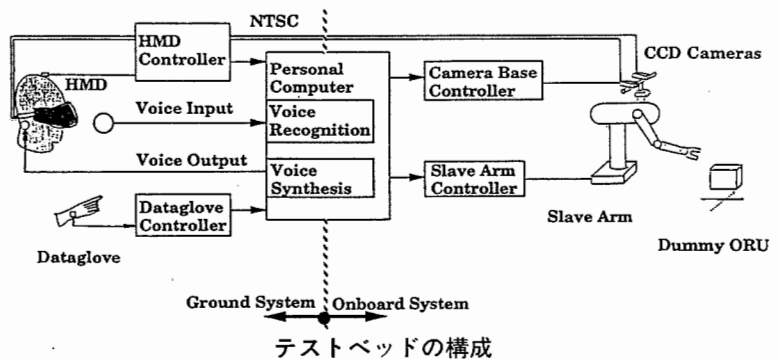 NTSC
HMD
Controller
CCD Cameras
HMD
Personal
Computer
Camera Base
Controller
Voice Input
Voice
Recognition
Voice Output
Voice
Synthesis
Slave Arm
Controller
Dataglove
Controller
Slave Arm
Dataglove
Dummy ORU
Ground System
Onboard System
テストベッドの構成